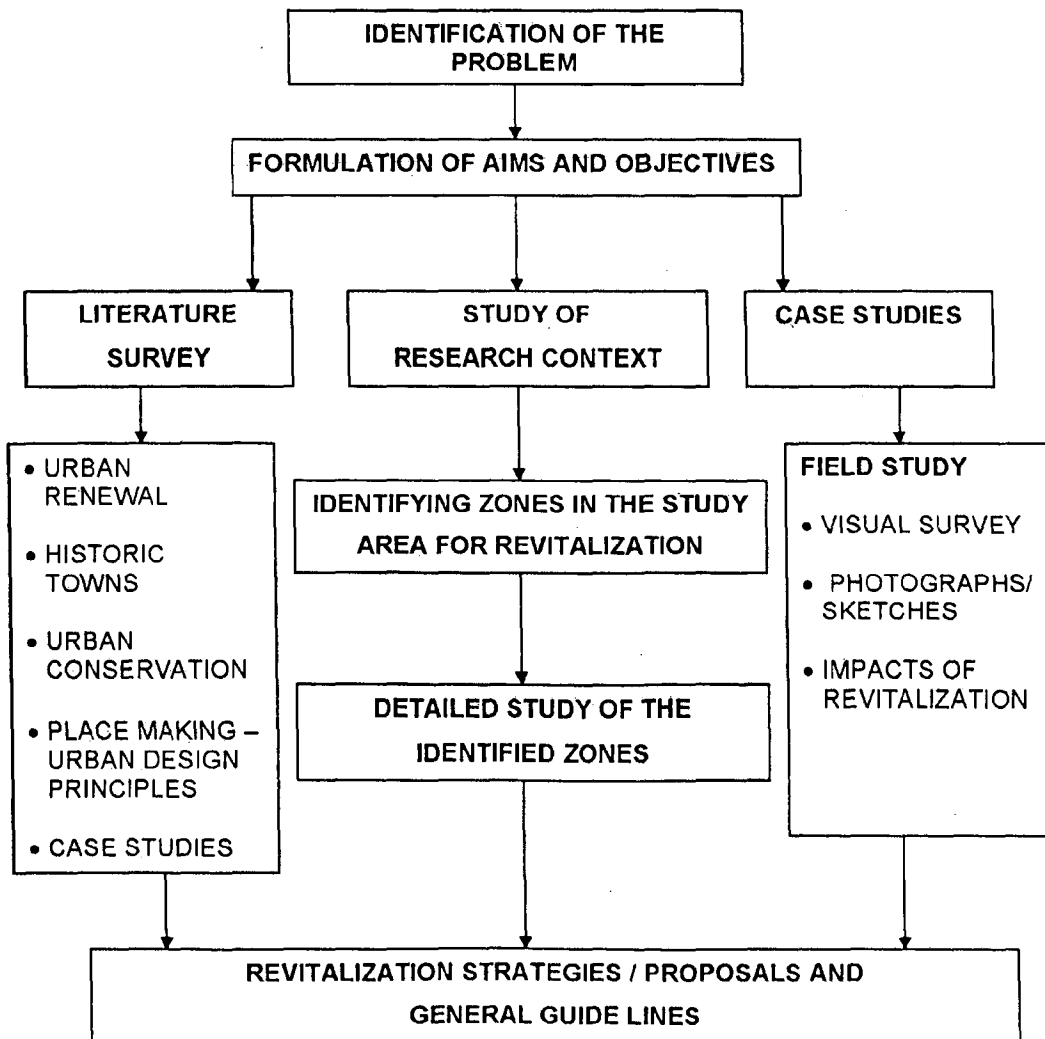 IDENTIFICATION OF THE
PROBLEM
FORMULATION OF AIMS AND OBJECTIVES
LITERATURE
SURVEY
STUDY OF
RESEARCH CONTEXT
CASE STUDIES
• URBAN
RENEWAL
• HISTORIC
TOWNS
• URBAN
CONSERVATION
• PLACE MAKING –
URBAN DESIGN
PRINCIPLES
• CASE STUDIES
IDENTIFYING ZONES IN THE STUDY
AREA FOR REVITALIZATION
DETAILED STUDY OF THE
IDENTIFIED ZONES
FIELD STUDY
• VISUAL SURVEY
• PHOTOGRAPHS/
SKETCHES
• IMPACTS OF
REVITALIZATION
REVITALIZATION STRATEGIES / PROPOSALS AND
GENERAL GUIDE LINES